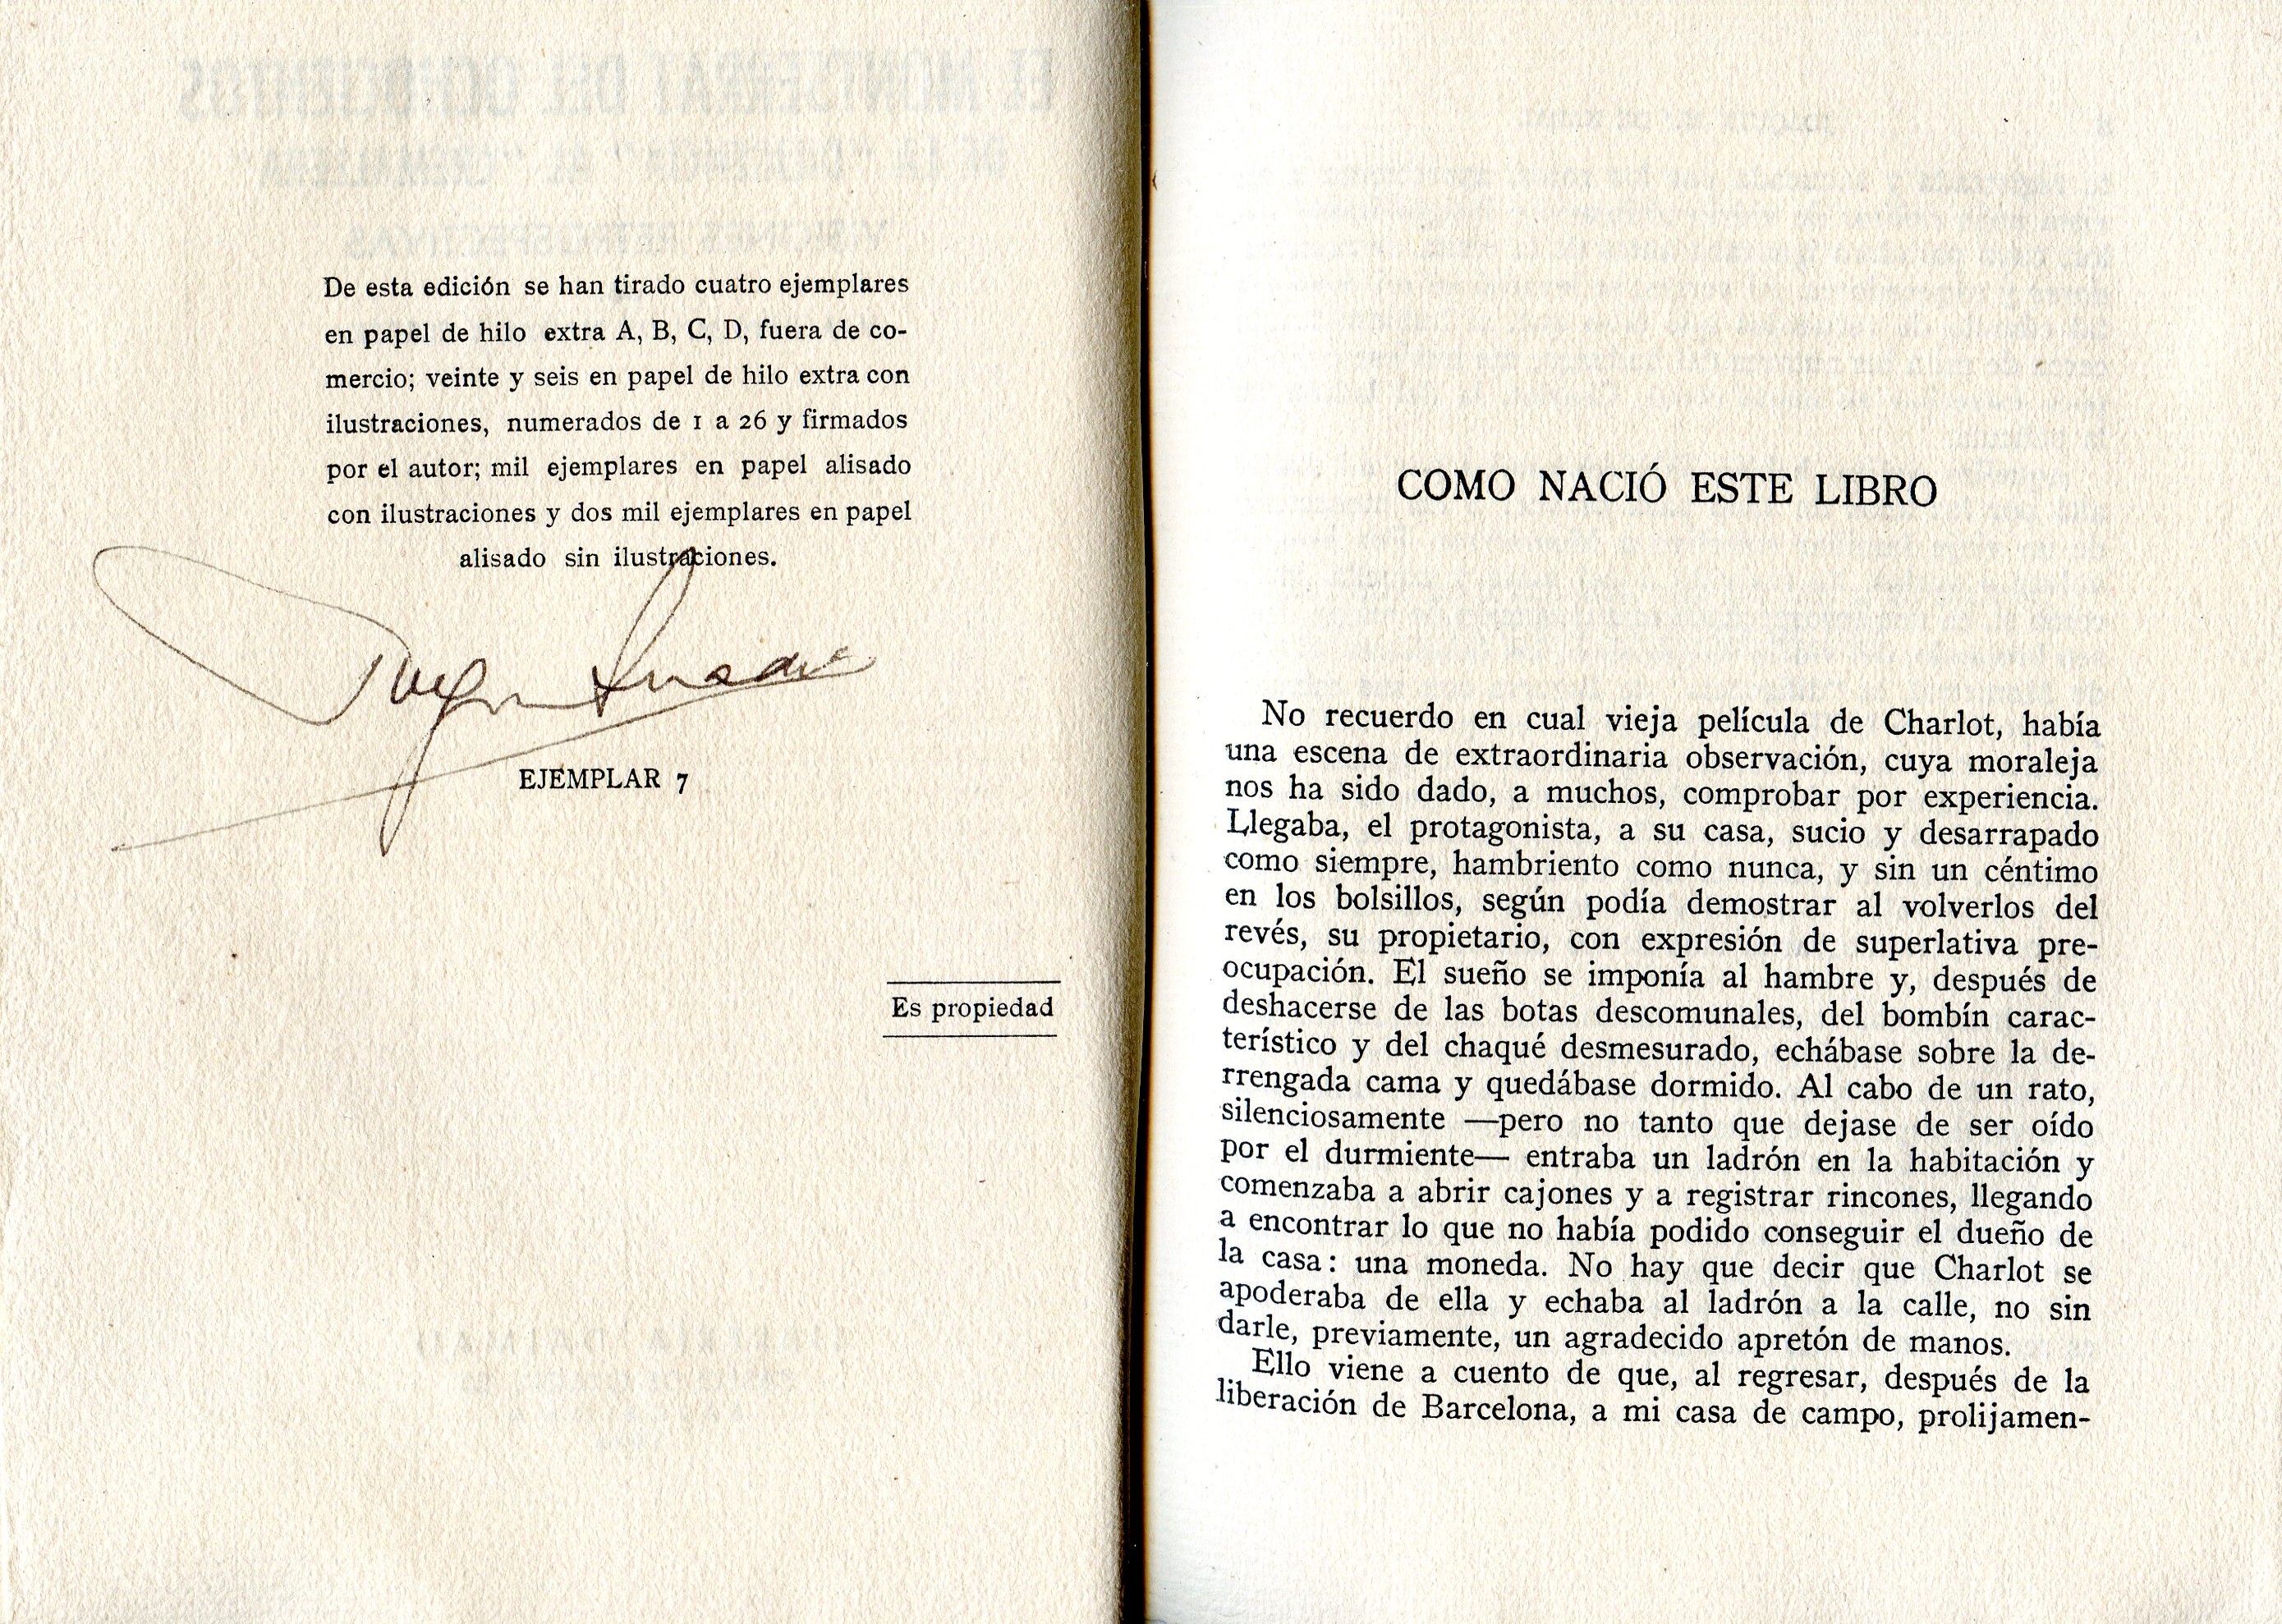 De esta edición se han tirado cuatro ejemplares
en papel de hilo extra A, B, C, D, fuera de co-
mercio; veinte y seis en papel de hilo extra con
ilustraciones, numerados de 1 a 26 y firmados
por el autor; mil ejemplares en papel alisado
con ilustraciones y dos mil ejemplares en papel
alisado sin ilustraciones.
EJEMPLAR 7
Es propiedad
COMO NACIÓ ESTE LIBRO
No recuerdo en cual vieja película de Charlot, había
una escena de extraordinaria observación, cuya moraleja
nos ha sido dado, a muchos, comprobar por experiencia.
Llegaba, el protagonista, a su casa, sucio y desarrapado
como siempre, hambriento como nunca, y sin un céntimo
en los bolsillos, según podía demostrar al volverlos del
revés, su propietario, con expresión de superlativa pre-
ocupación. El sueño se imponía al hambre y, después de
deshacerse de las botas descomunales, del bombín carac-
terístico y del chaqué desmesurado, echábase sobre la de-
rrengada cama y quedábase dormido. Al cabo de un rato,
silenciosamente —pero no tanto que dejase de ser oído
por el durmiente— entraba un ladrón en la habitación y
comenzaba a abrir cajones y a registrar rincones, llegando
a encontrar lo que no había podido conseguir el dueño de
la casa: una moneda. No hay que decir que Charlot se
apoderaba de ella y echaba al ladrón a la calle, no sin
darle, previamente, un agradecido apretón de manos.
Ello viene a cuento de que, al regresar, después de la
liberación de Barcelona, a mi casa de campo, prolijamen-